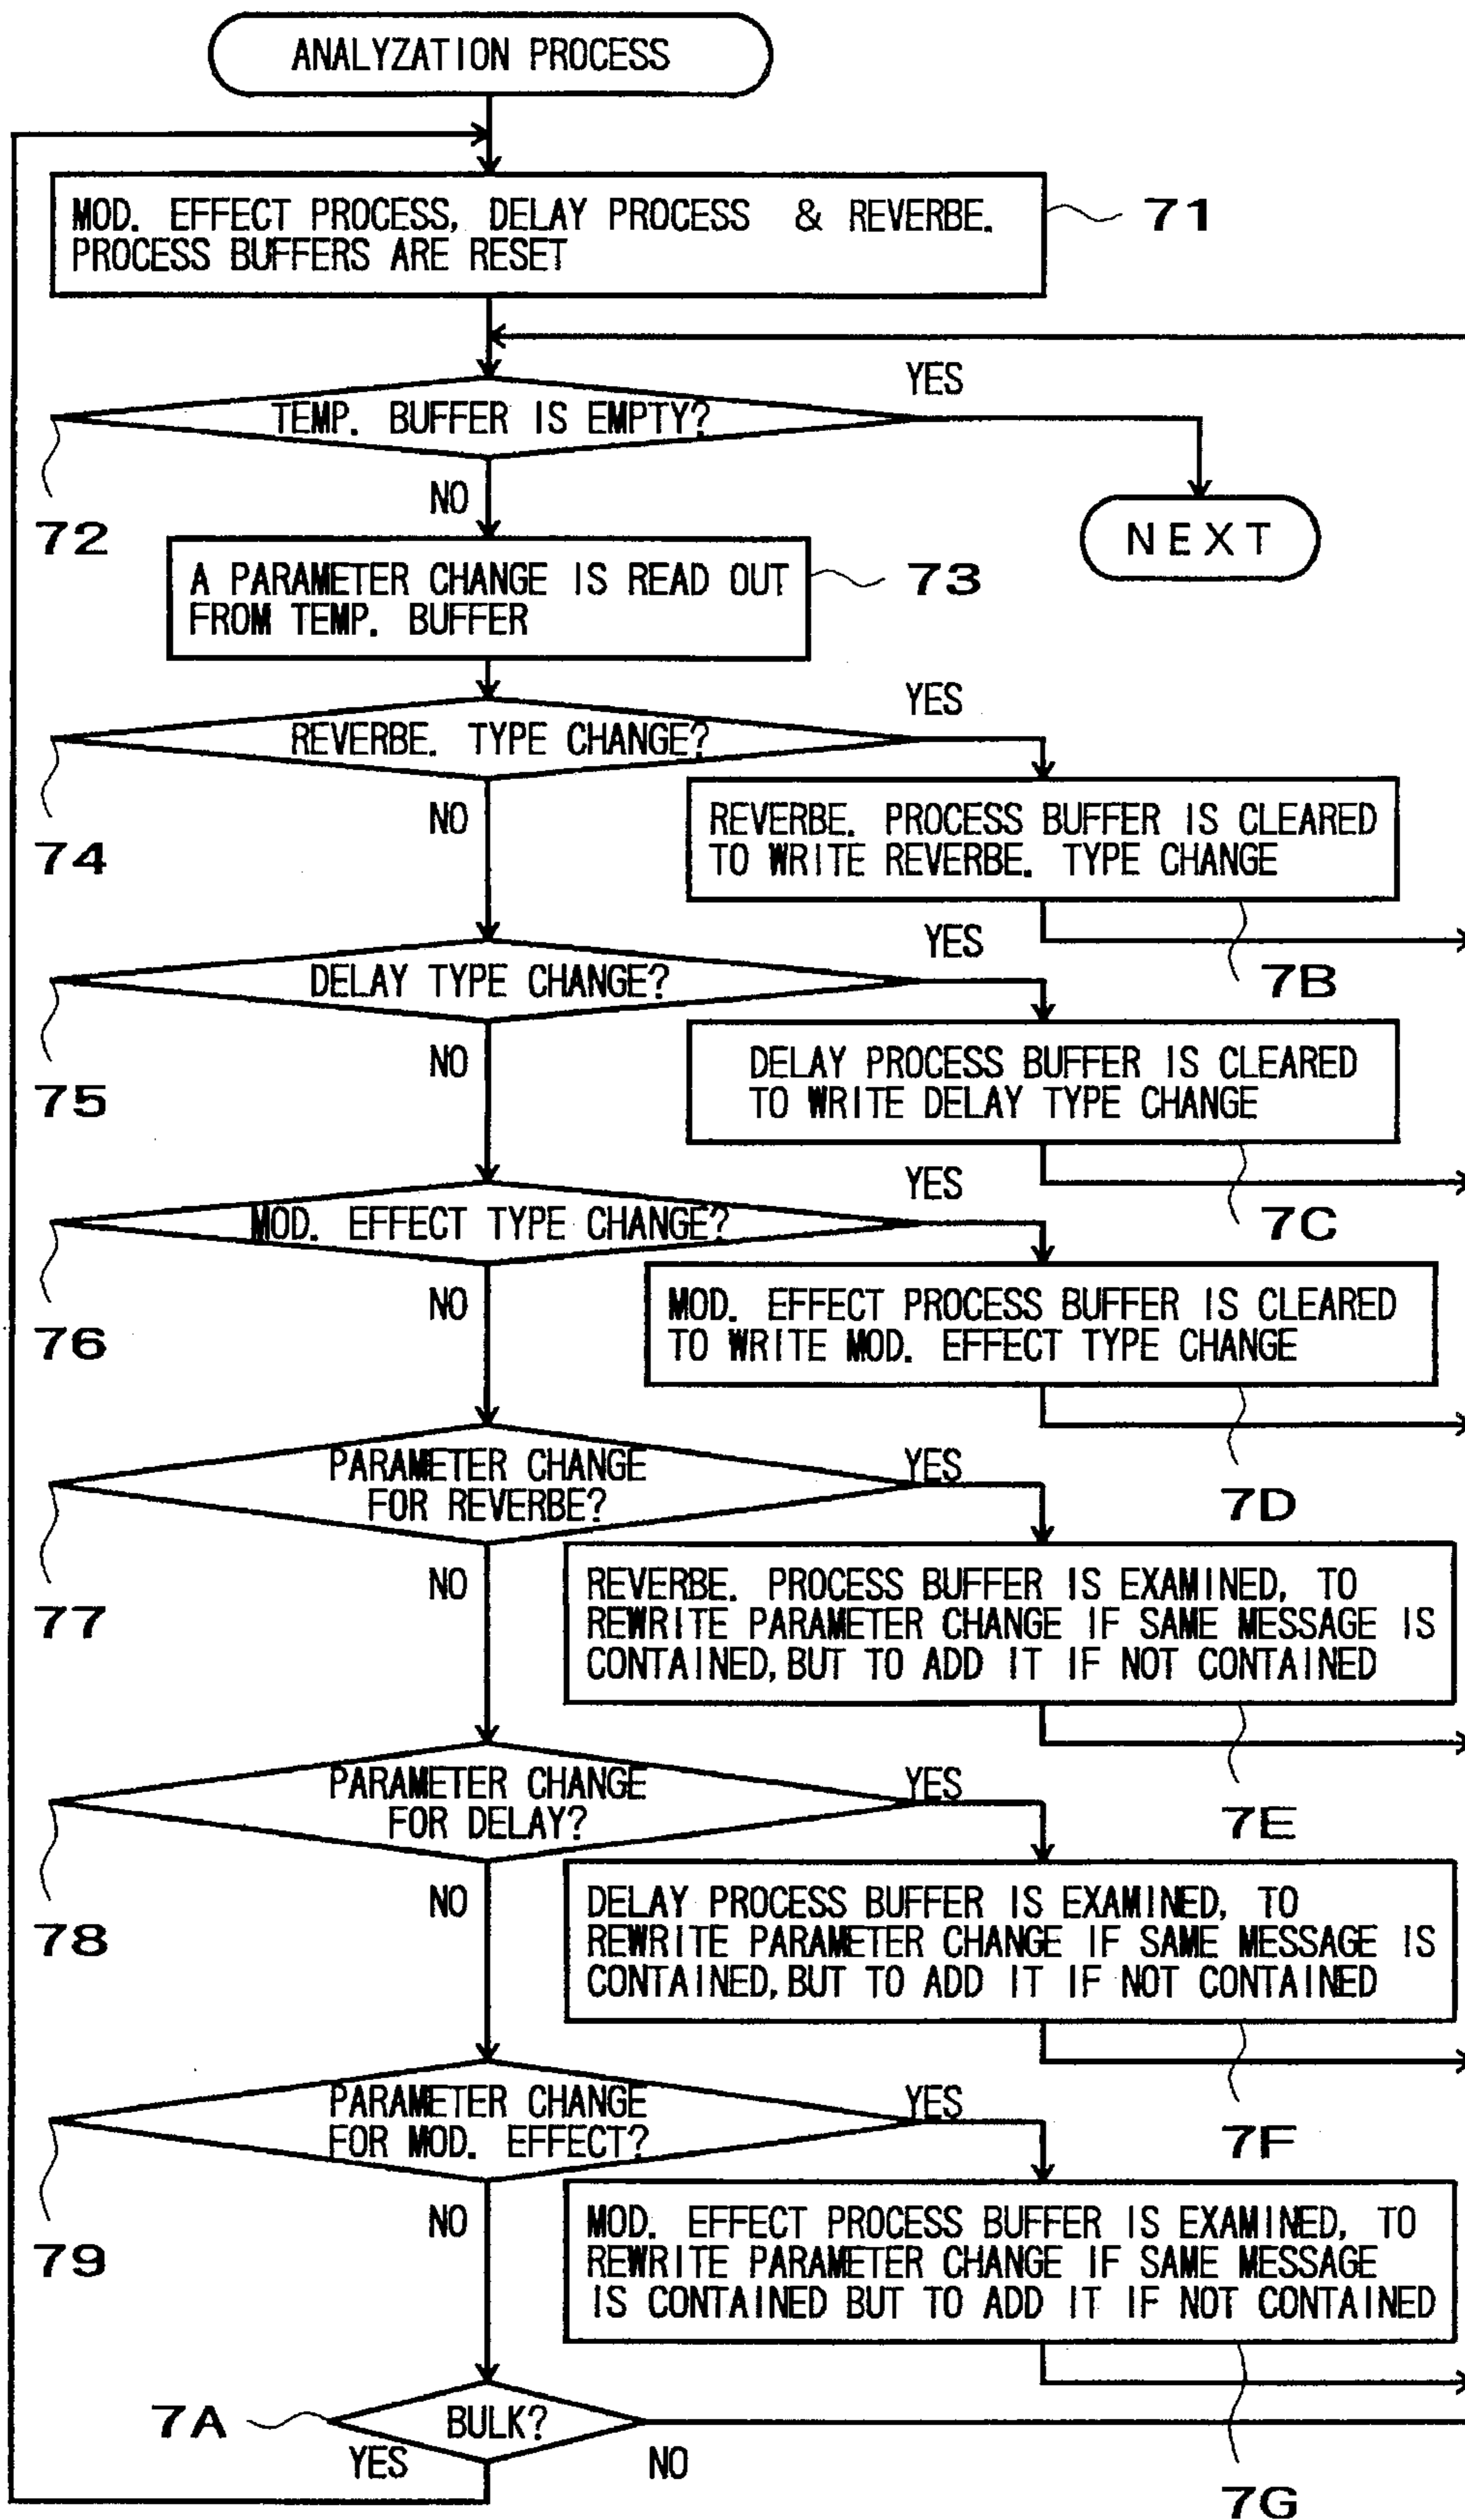 ANALYZATION PROCESS
MOD. EFFECT PROCESS, DELAY PROCESS & REVERBE.
PROCESS BUFFERS ARE RESET
71
YES
TEMP. BUFFER IS EMPTY?
72
NO
NEXT
A PARAMETER CHANGE IS READ OUT
FROM TEMP. BUFFER
73
YES
REVERBE. TYPE CHANGE?
74
NO
REVERBE. PROCESS BUFFER IS CLEARED
TO WRITE REVERBE. TYPE CHANGE
7B
YES
DELAY TYPE CHANGE?
75
NO
DELAY PROCESS BUFFER IS CLEARED
TO WRITE DELAY TYPE CHANGE
7C
YES
MOD. EFFECT TYPE CHANGE?
76
NO
MOD. EFFECT PROCESS BUFFER IS CLEARED
TO WRITE MOD. EFFECT TYPE CHANGE
7D
YES
PARAMETER CHANGE
FOR REVERBE?
77
NO
REVERBE. PROCESS BUFFER IS EXAMINED, TO
REWRITE PARAMETER CHANGE IF SAME MESSAGE IS
CONTAINED, BUT TO ADD IT IF NOT CONTAINED
7E
YES
PARAMETER CHANGE
FOR DELAY?
78
NO
DELAY PROCESS BUFFER IS EXAMINED, TO
REWRITE PARAMETER CHANGE IF SAME MESSAGE IS
CONTAINED, BUT TO ADD IT IF NOT CONTAINED
7F
YES
PARAMETER CHANGE
FOR MOD. EFFECT?
79
NO
MOD. EFFECT PROCESS BUFFER IS EXAMINED, TO
REWRITE PARAMETER CHANGE IF SAME MESSAGE
IS CONTAINED BUT TO ADD IT IF NOT CONTAINED
7G
7A
BULK?
YES
NO